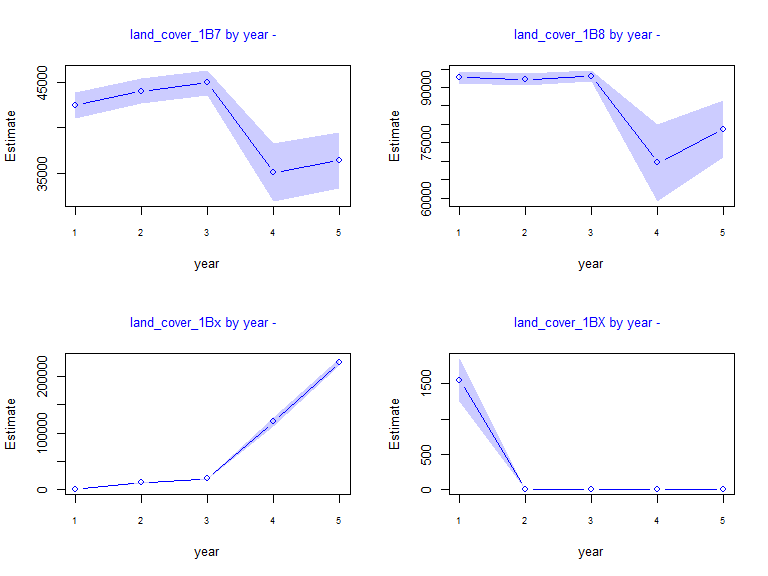 land_cover_1B7 by year -
Estimate
45000
35000
1 2 3 4 5
year
land_cover_1B8 by year -
Estimate
90000
75000
60000
1 2 3 4 5
year
land_cover_1Bx by year -
Estimate
200000
100000
0
1 2 3 4 5
year
land_cover_1BX by year -
Estimate
1500
500
0
1 2 3 4 5
year